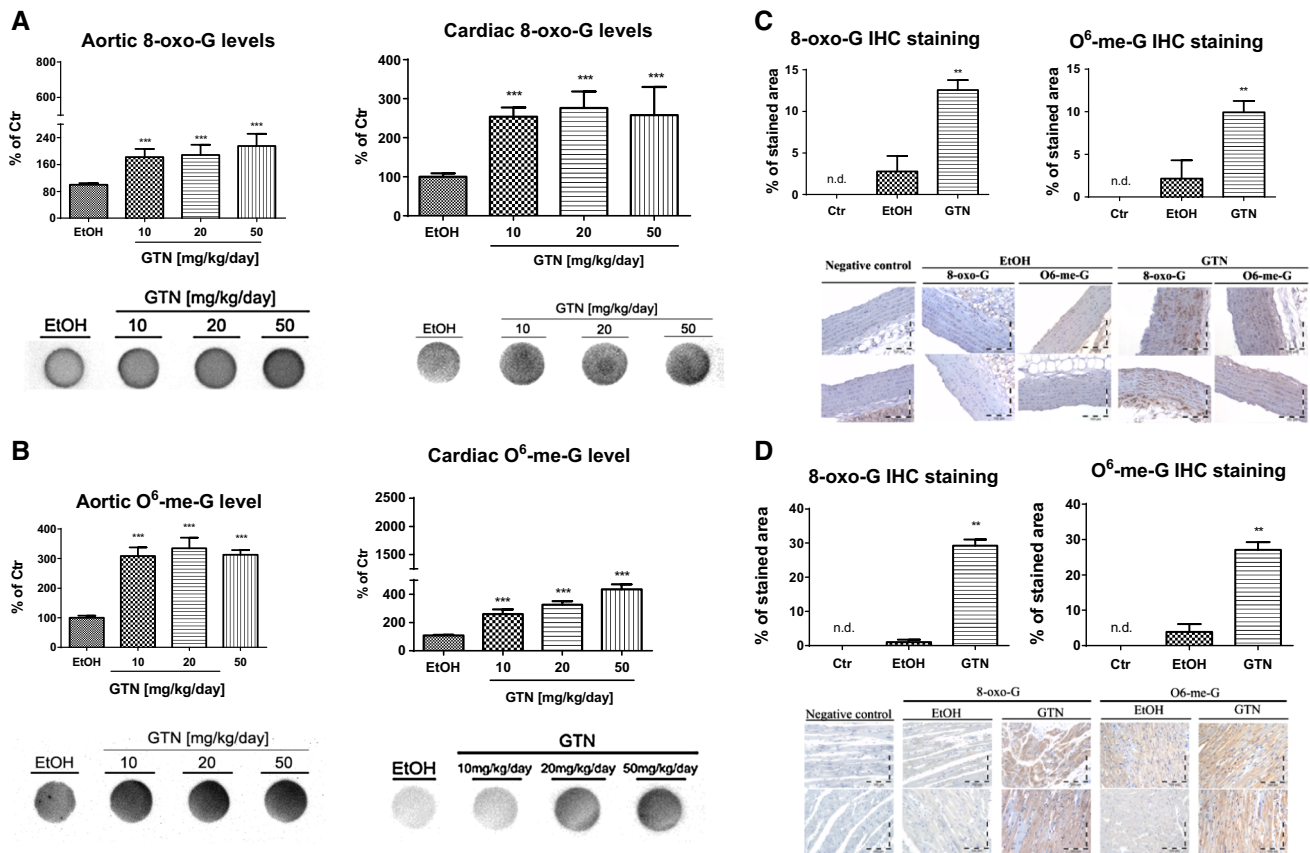 A
Aortic 8-oxo-G levels
% of Ctr
800
600
240
160
80
0
***
***
***
EtOH
10
20
50
GTN [mg/kg/day]
GTN [mg/kg/day]
EtOH
10
20
50
Cardiac 8-oxo-G levels
% of Ctr
400
300
200
100
0
***
***
***
EtOH
10
20
50
GTN [mg/kg/day]
GTN [mg/kg/day]
EtOH
10
20
50
B
Aortic O⁶-me-G level
% of Ctr
400
300
200
100
0
***
***
***
EtOH
10
20
50
GTN [mg/kg/day]
GTN [mg/kg/day]
EtOH
10
20
50
Cardiac O⁶-me-G level
% of Ctr
2500
2000
1500
400
200
0
***
***
***
EtOH
10
20
50
GTN [mg/kg/day]
GTN
EtOH
10mg/kg/day
20mg/kg/day
50mg/kg/day
C
8-oxo-G IHC staining
% of stained area
15
10
5
0
n.d.
**
Ctr
EtOH
GTN
O⁶-me-G IHC staining
% of stained area
15
10
5
0
n.d.
**
Ctr
EtOH
GTN
Negative control
EtOH
GTN
8-oxo-G
O6-me-G
8-oxo-G
O6-me-G
D
8-oxo-G IHC staining
% of stained area
40
30
20
10
0
n.d.
**
Ctr
EtOH
GTN
O⁶-me-G IHC staining
% of stained area
40
30
20
10
0
n.d.
**
Ctr
EtOH
GTN
8-oxo-G
O6-me-G
Negative control
EtOH
GTN
EtOH
GTN